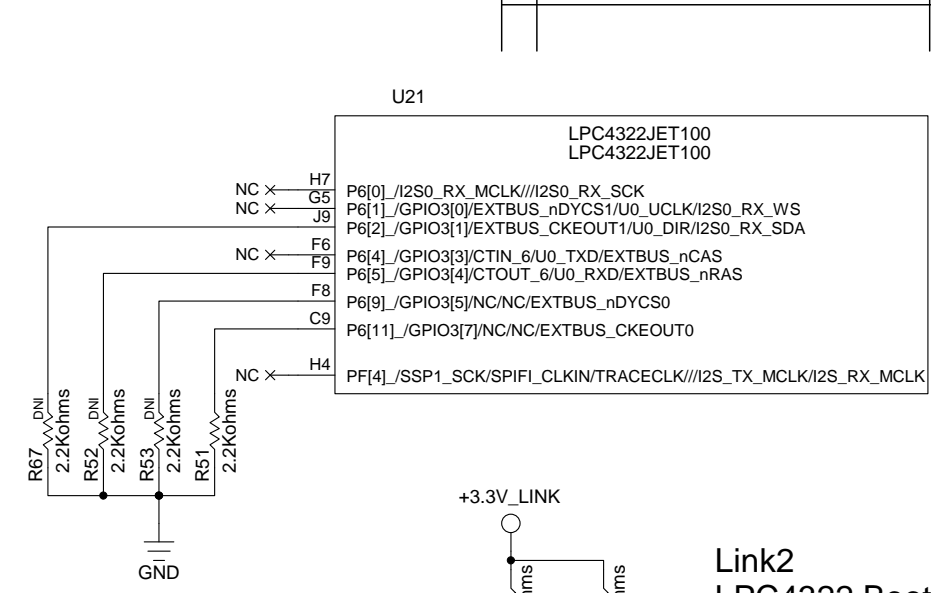 U21
LPC4322JET100
LPC4322JET100
NC H7 P6[0]_/I2S0_RX_MCLK///I2S0_RX_SCK
NC G5 P6[1]_/GPIO3[0]/EXTBUS_nDYCS1/U0_UCLK/I2S0_RX_WS
J9 P6[2]_/GPIO3[1]/EXTBUS_CKEOUT1/U0_DIR/I2S0_RX_SDA
NC F6 P6[4]_/GPIO3[3]/CTIN_6/U0_TXD/EXTBUS_nCAS
F9 P6[5]_/GPIO3[4]/CTOUT_6/U0_RXD/EXTBUS_nRAS
F8 P6[9]_/GPIO3[5]/NC/NC/EXTBUS_nDYCS0
C9 P6[11]_/GPIO3[7]/NC/NC/EXTBUS_CKEOUT0
NC H4 PF[4]_/SSP1_SCK/SPIFI_CLKIN/TRACECLK///I2S_TX_MCLK/I2S_RX_MCLK
R67 DNI
2.2Kohms
R52 DNI
2.2Kohms
R53 DNI
2.2Kohms
R51
2.2Kohms
GND
+3.3V_LINK
Link2
LPC4322